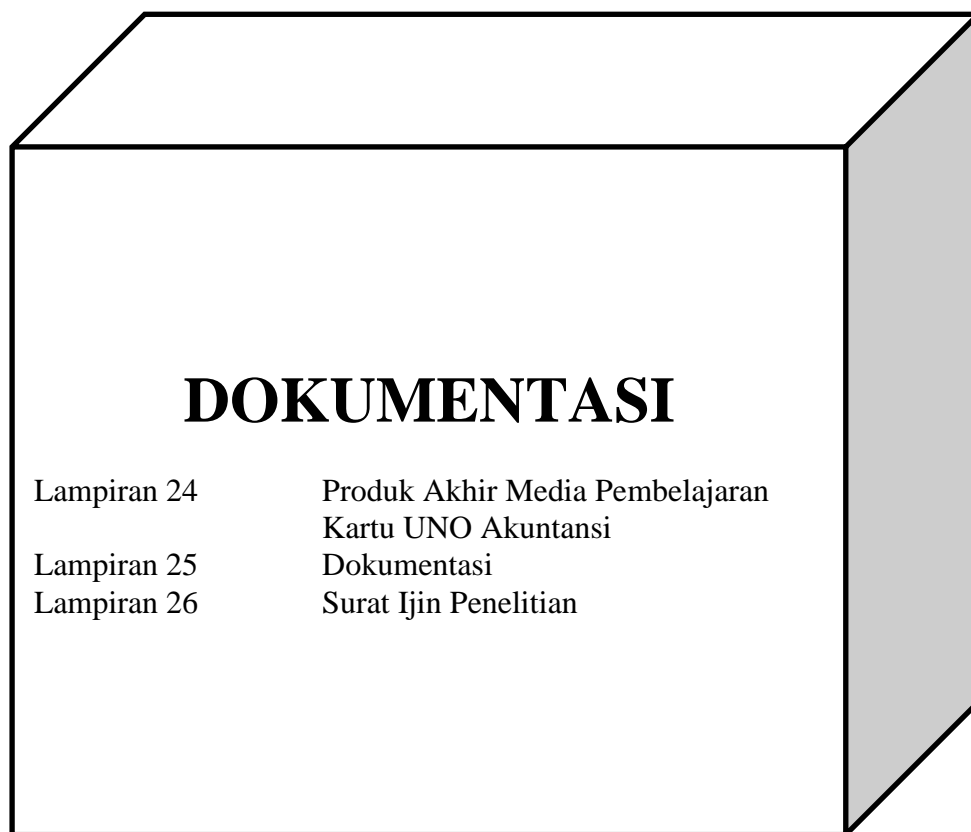 DOKUMENTASI
Lampiran 24 Produk Akhir Media Pembelajaran
Kartu UNO Akuntansi
Lampiran 25 Dokumentasi
Lampiran 26 Surat Ijin Penelitian